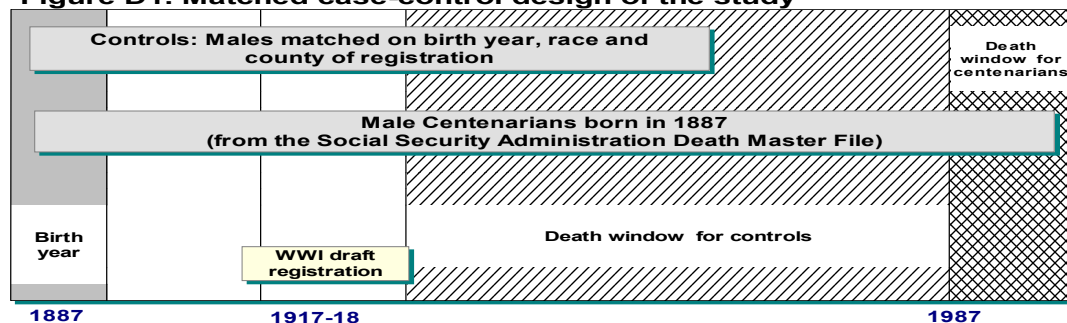 Figure B1. Matched case-control design of the study
Controls: Males matched on birth year, race and
county of registration
Death
window for
centenarians
Male Centenarians born in 1887
(from the Social Security Administration Death Master File)
Birth
year
WWI draft
registration
Death window for controls
1887
1917-18
1987